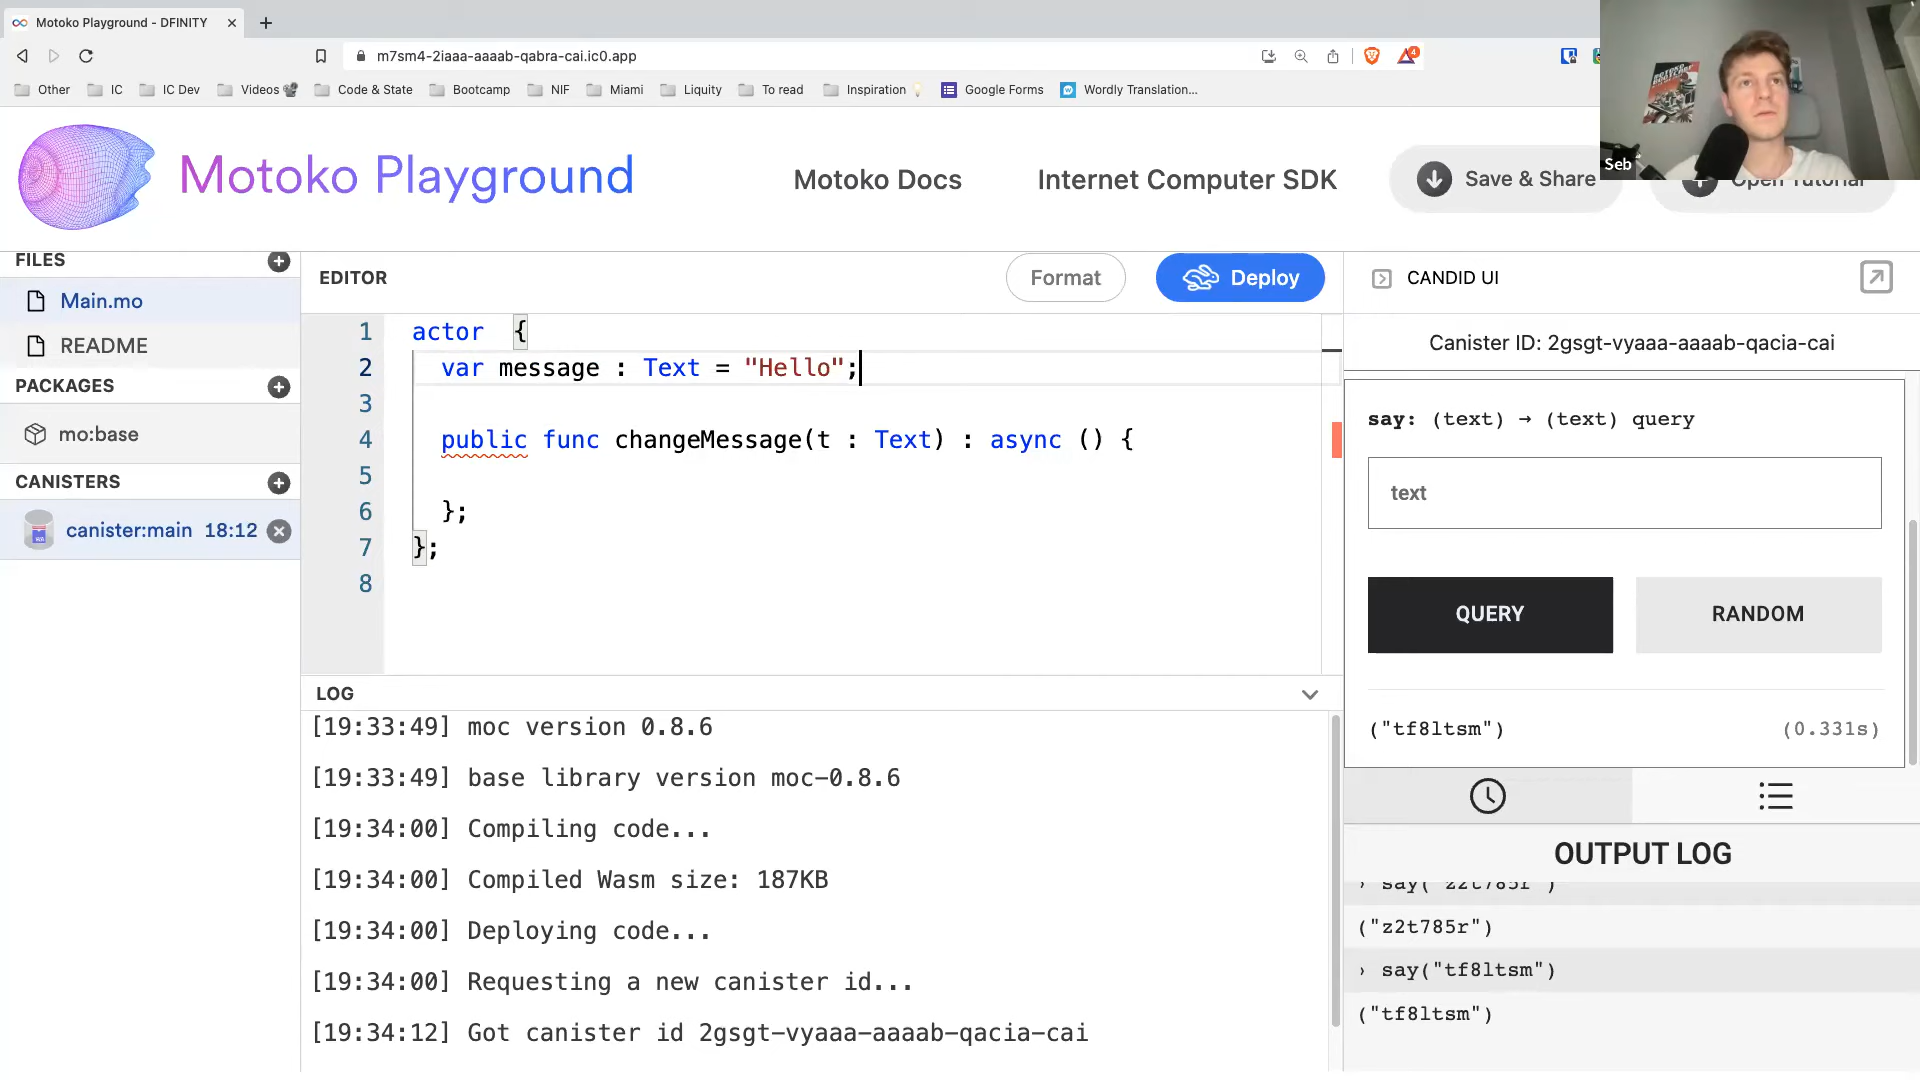 Motoko Playground - DFINITY
m7sm4-2iaaa-aaaab-qabra-cai.ic0.app
4
Other
IC
IC Dev
Videos
Code & State
Bootcamp
NIF
Miami
Liquity
To read
Inspiration
Google Forms
Wordly Translation...
Seb
Motoko Playground
Motoko Docs
Internet Computer SDK
Save & Share
Open Tutorial
FILES
Main.mo
README
PACKAGES
mo:base
CANISTERS
canister:main 18:12
EDITOR
Format
Deploy
1 actor {
2 var message : Text = "Hello";
3
4 public func changeMessage(t : Text) : async () {
5
6 };
7 };
8
LOG
[19:33:49] moc version 0.8.6
[19:33:49] base library version moc-0.8.6
[19:34:00] Compiling code...
[19:34:00] Compiled Wasm size: 187KB
[19:34:00] Deploying code...
[19:34:00] Requesting a new canister id...
[19:34:12] Got canister id 2gsgt-vyaaa-aaaab-qacia-cai
CANDID UI
Canister ID: 2gsgt-vyaaa-aaaab-qacia-cai
say: (text) → (text) query
text
QUERY
RANDOM
("tf8ltsm")
(0.331s)
OUTPUT LOG
› say("z2t785r")
("z2t785r")
› say("tf8ltsm")
("tf8ltsm")